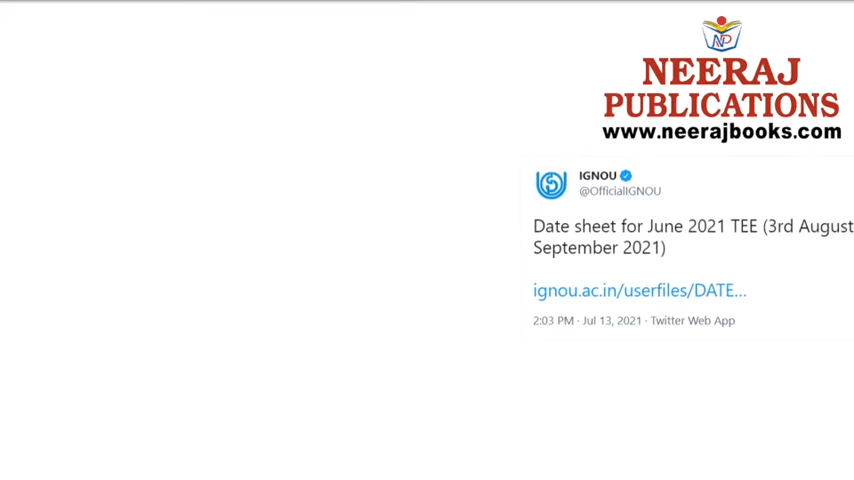 NP
NEERAJ
PUBLICATIONS
www.neerajbooks.com
IGNOU
@OfficialIGNOU
Date sheet for June 2021 TEE (3rd August
September 2021)
ignou.ac.in/userfiles/DATE...
2:03 PM · Jul 13, 2021 · Twitter Web App